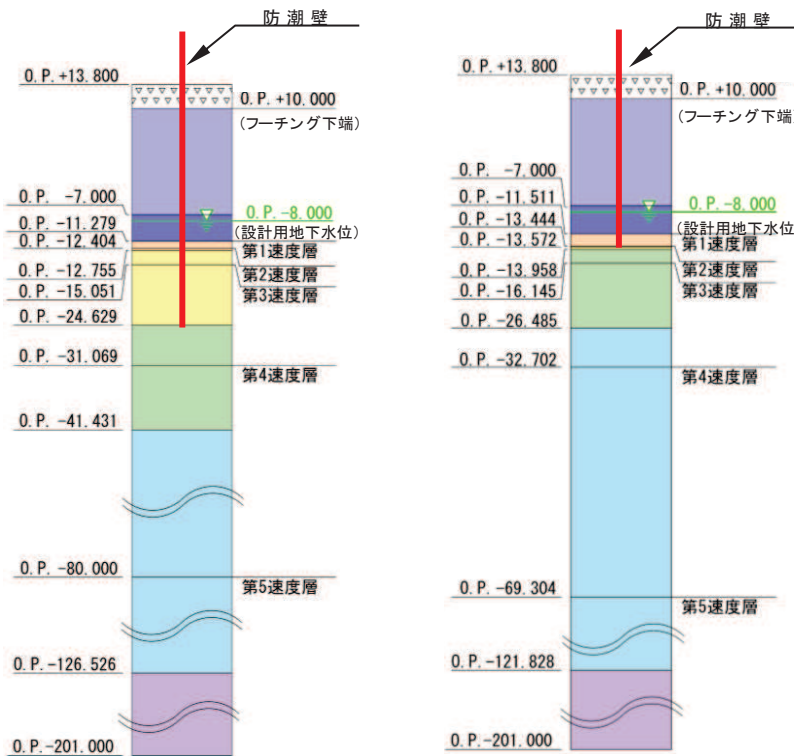 防潮壁
O.P.+13.800
O.P.+10.000
(フーチング下端)
O.P. -7.000
O.P. -8.000
O.P.-11.279
(設計用地下水位)
O.P.-12.404
第1速度層
O.P. -12.755
第2速度層
O.P. -15.051
第3速度層
O.P. -24.629
O.P. -31.069
第4速度層
O.P. -41.431
O.P. -80.000
第5速度層
O.P.-126.526
O.P.-201.000
防潮壁
O.P.+13.800
O.P.+10.000
(フーチング下端)
O.P. -7.000
O.P. -11.511
O.P. -8.000
O.P. -13.444
(設計用地下水位)
O.P. -13.572
第1速度層
O.P. -13.958
第2速度層
O.P. -16.145
第3速度層
O.P. -26.485
O.P. -32.702
第4速度層
O.P. -69.304
第5速度層
O.P.-121.828
O.P.-201.000